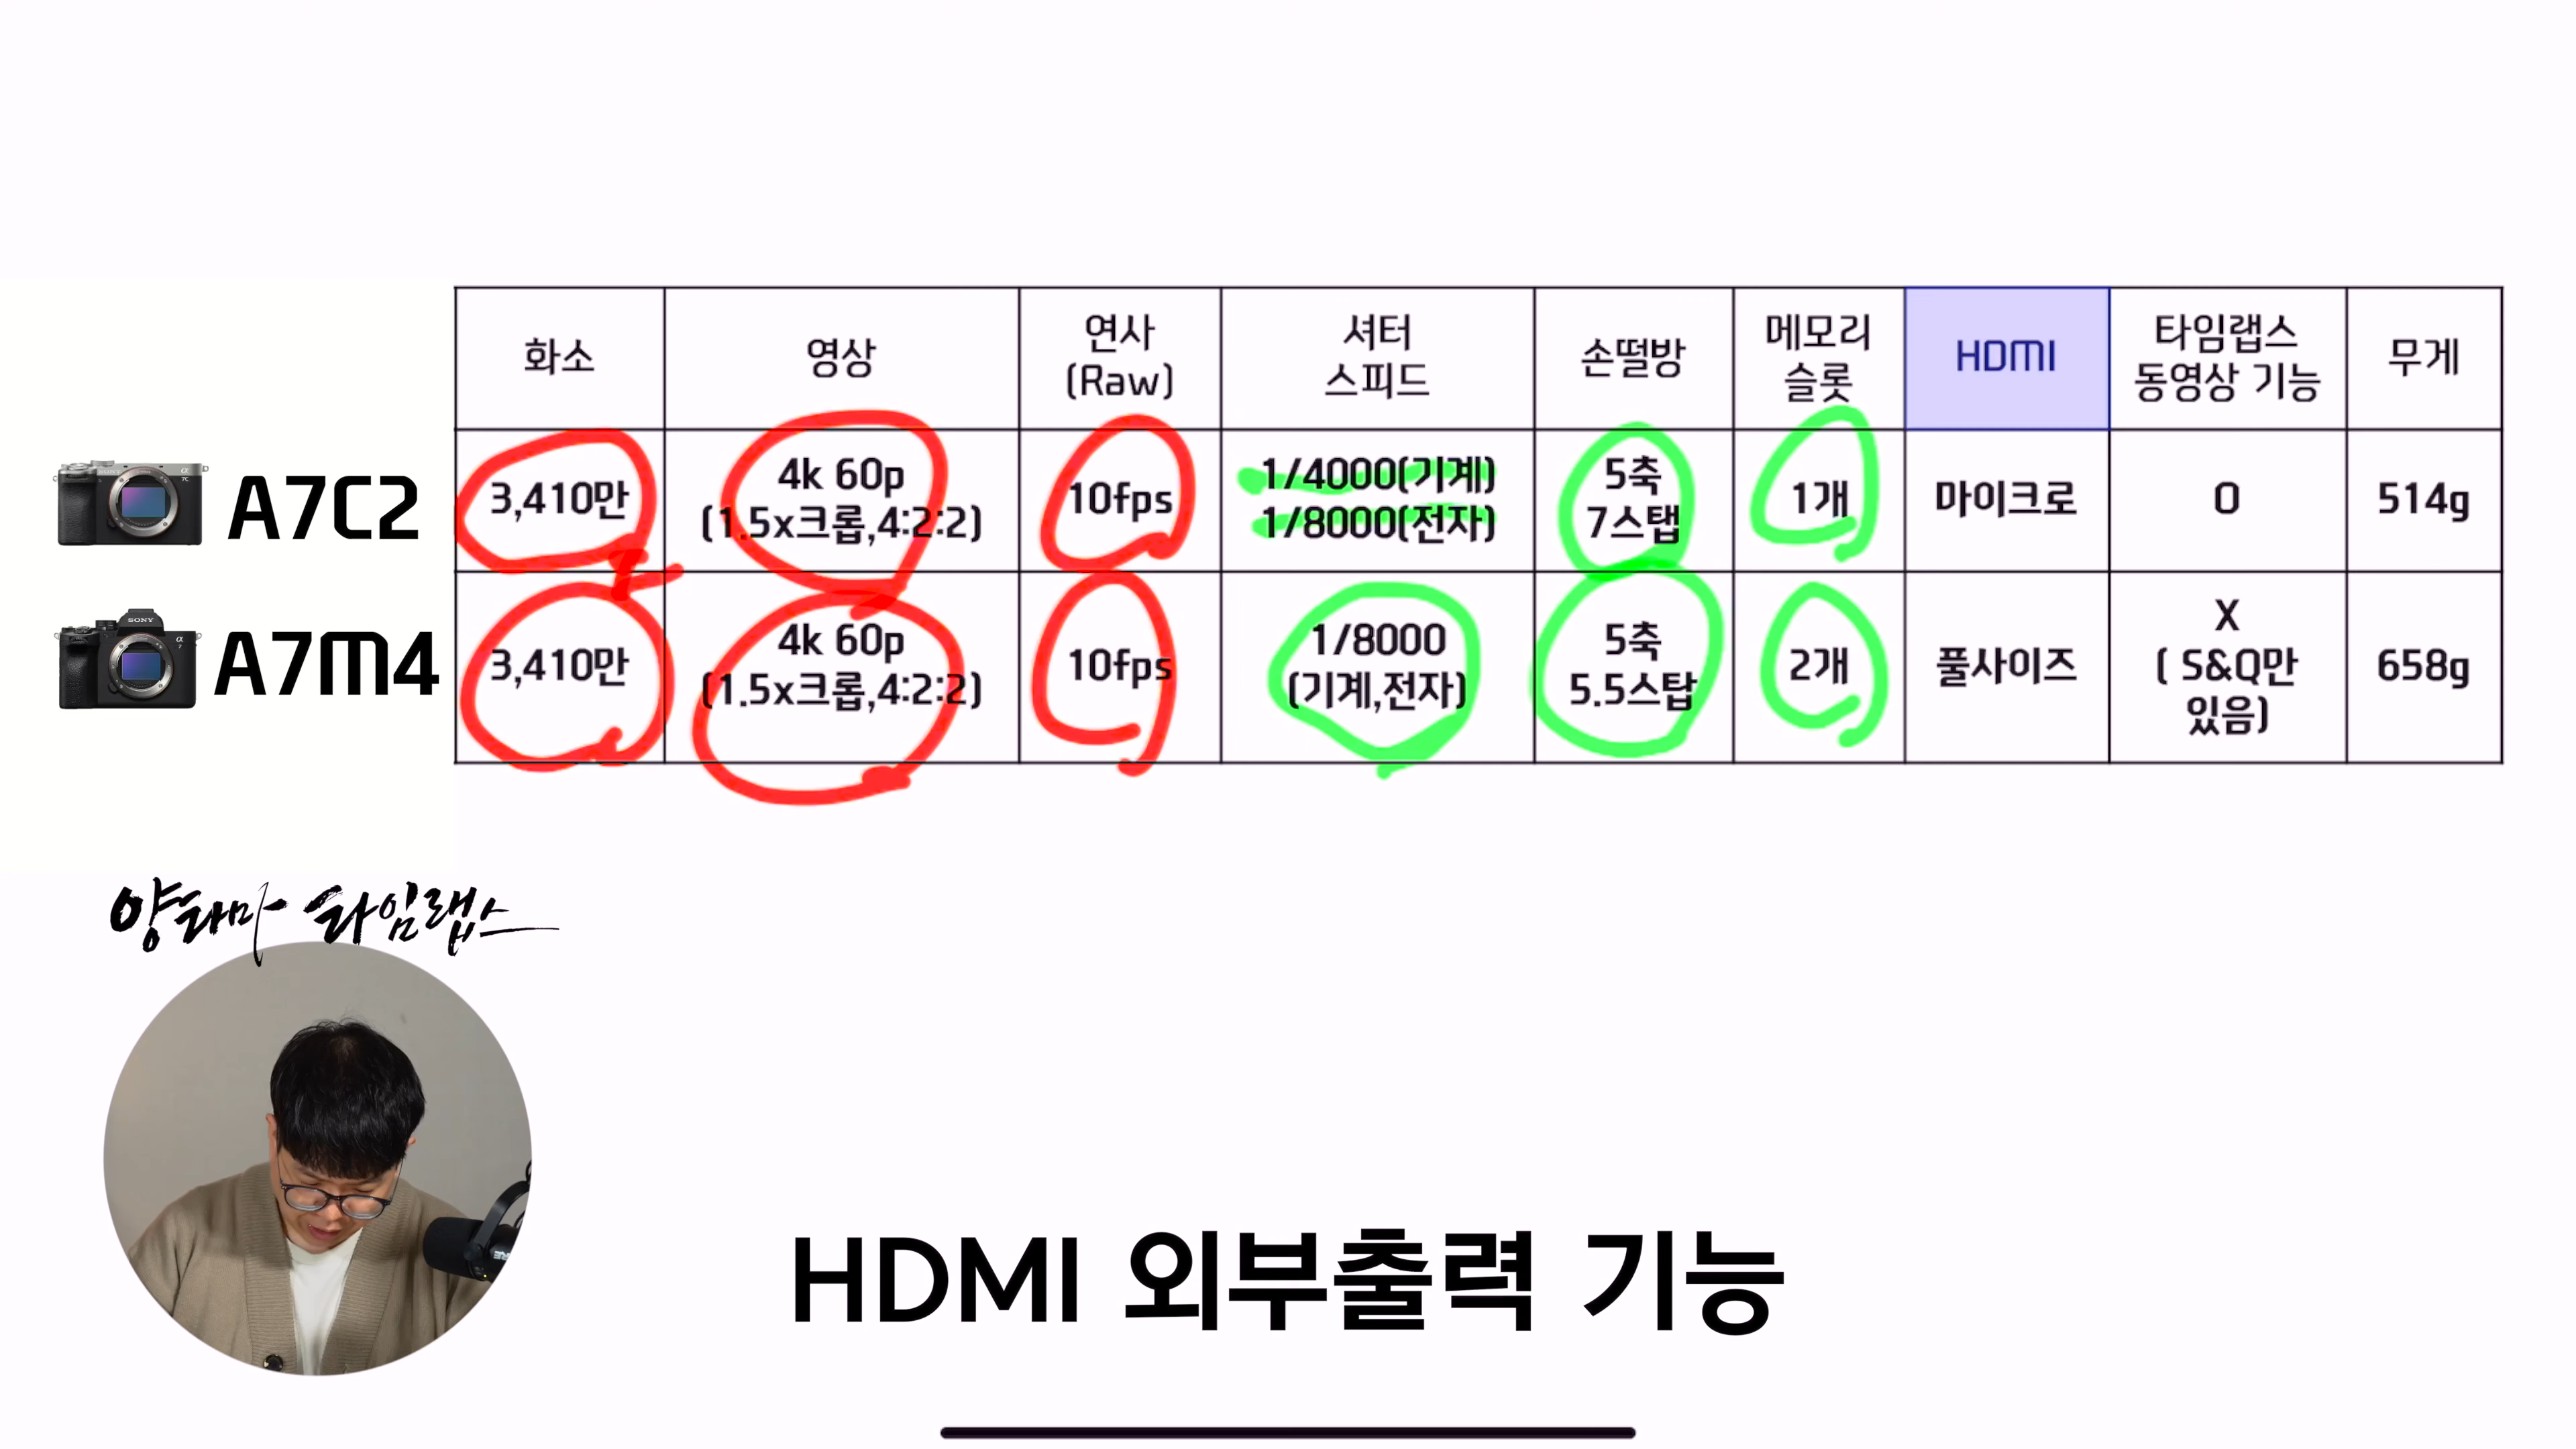 화소 영상 연사 (Raw) 셔터 스피드 손떨방 메모리 슬롯 HDMI 타임랩스 동영상 기능 무게
A7C2 3,410만 4k 60p (1.5x크롭,4:2:2) 10fps 1/4000(기계) 1/8000(전자) 5축 7스탭 1개 마이크로 O 514g
SONY
A7M4 3,410만 4k 60p (1.5x크롭,4:2:2) 10fps 1/8000 (기계,전자) 5축 5.5스탑 2개 풀사이즈 X ( S&Q만 있음) 658g
양타마 타임랩스
HDMI 외부출력 기능